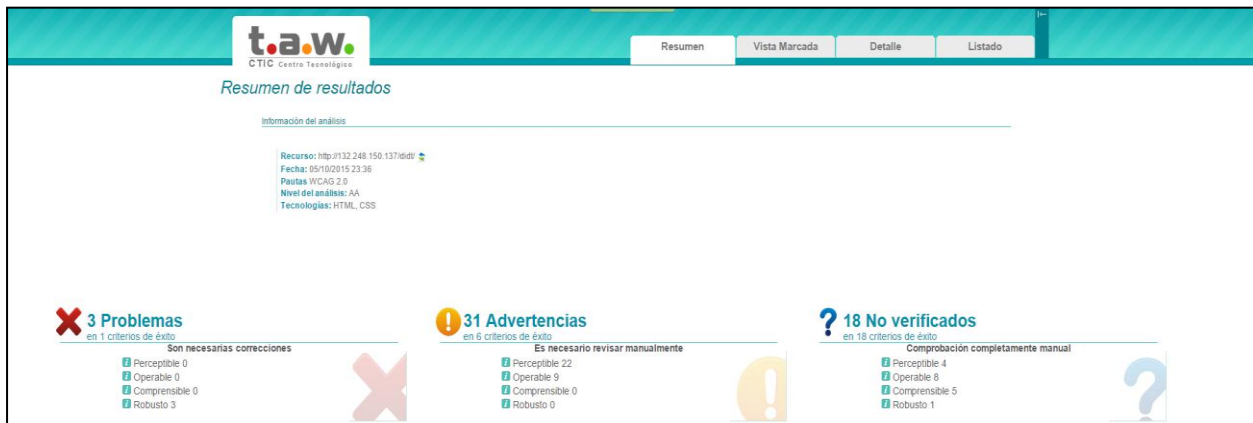 t.a.w.
CTIC Centro Tecnológico
Resumen
Vista Marcada
Detalle
Listado
Resumen de resultados
Información del análisis
Recurso: http://132.248.150.137/didt/
Fecha: 05/10/2015 23:36
Pautas WCAG 2.0
Nivel del análisis: AA
Tecnologías: HTML, CSS
3 Problemas
en 1 criterios de éxito
Son necesarias correcciones
Perceptible 0
Operable 0
Comprensible 0
Robusto 3
31 Advertencias
en 6 criterios de éxito
Es necesario revisar manualmente
Perceptible 22
Operable 9
Comprensible 0
Robusto 0
18 No verificados
en 18 criterios de éxito
Comprobación completamente manual
Perceptible 4
Operable 8
Comprensible 5
Robusto 1